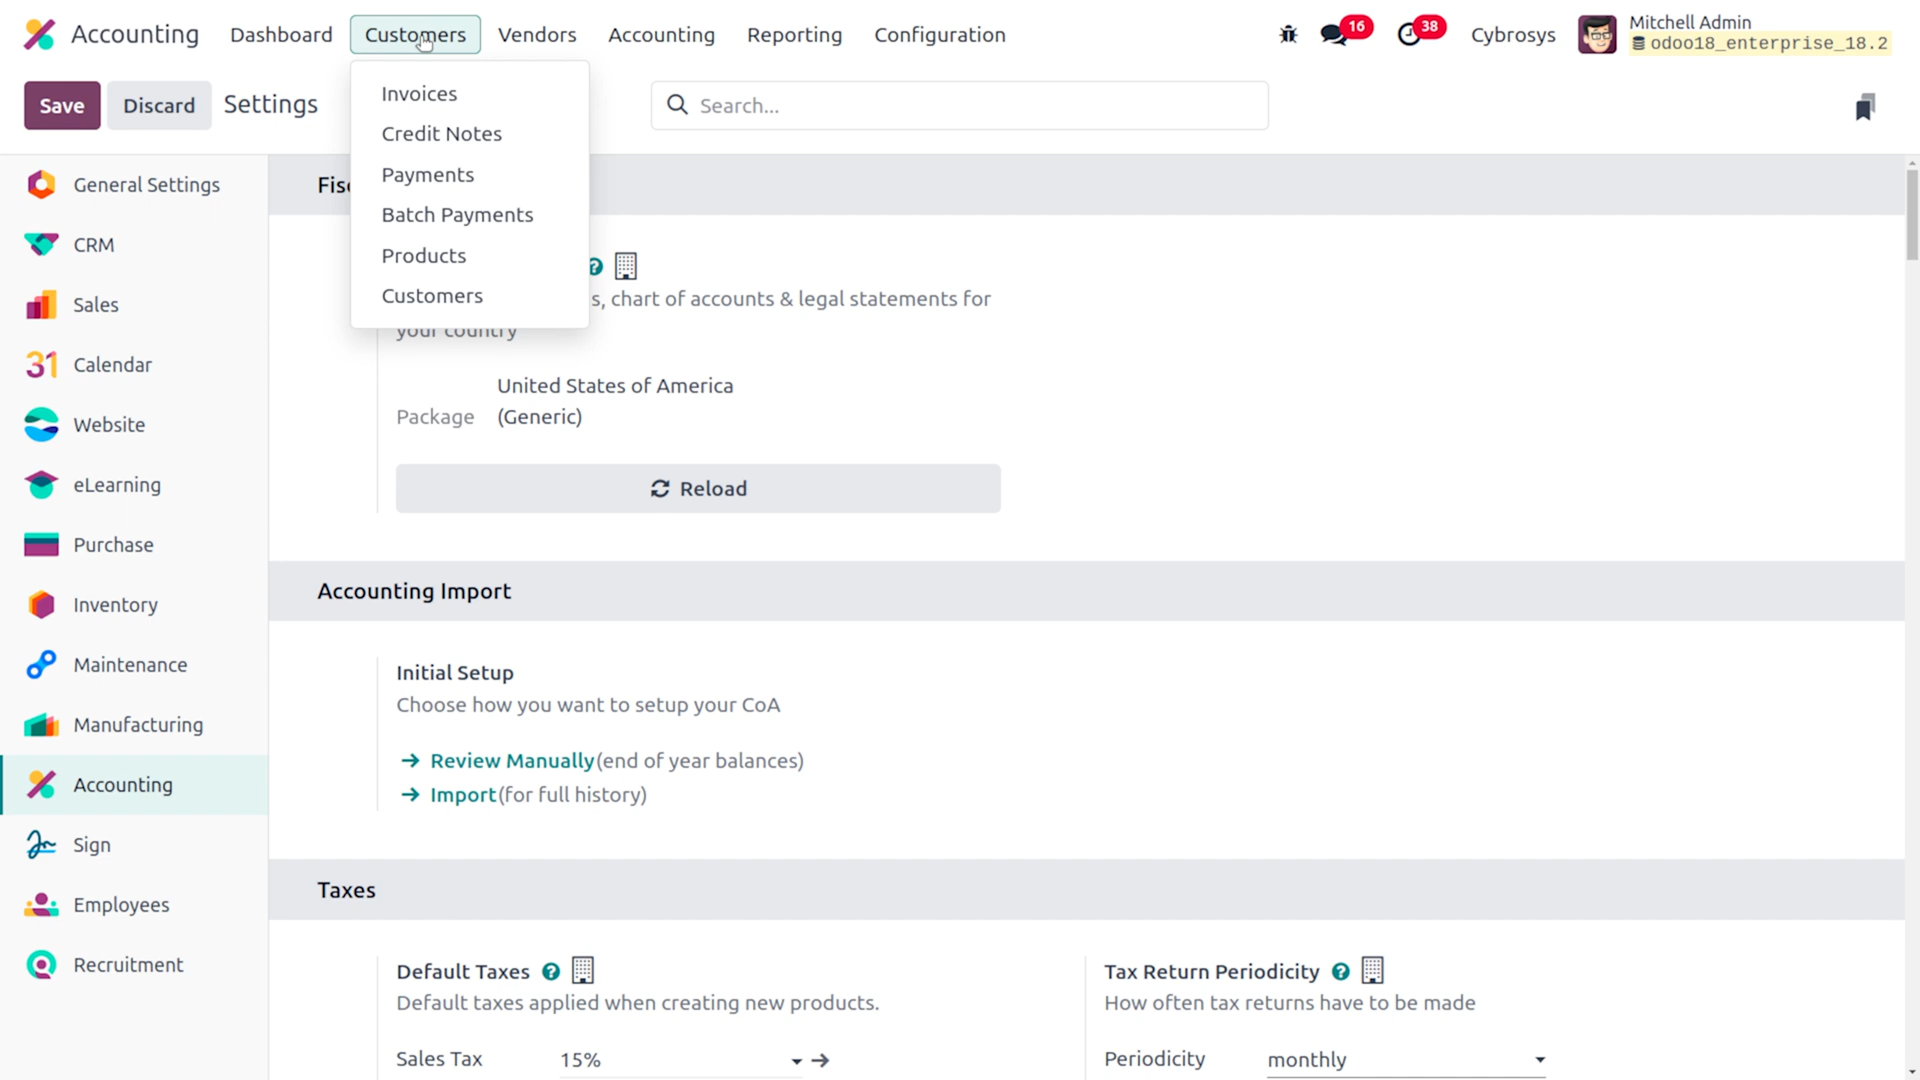 Accounting Dashboard Customers Vendors Accounting Reporting Configuration 16 38 Cybrosys Mitchell Admin
odoo18_enterprise_18.2
Save Discard Settings Search...
Invoices
Credit Notes
Payments
Batch Payments
Products
Customers
General Settings
CRM
Sales
31 Calendar
Website
eLearning
Purchase
Inventory
Maintenance
Manufacturing
Accounting
Sign
Employees
Recruitment
, chart of accounts & legal statements for
your country
United States of America
Package (Generic)
Reload
Accounting Import
Initial Setup
Choose how you want to setup your CoA
→ Review Manually (end of year balances)
→ Import (for full history)
Taxes
Default Taxes ?
Default taxes applied when creating new products.
Sales Tax 15%
Tax Return Periodicity ?
How often tax returns have to be made
Periodicity monthly